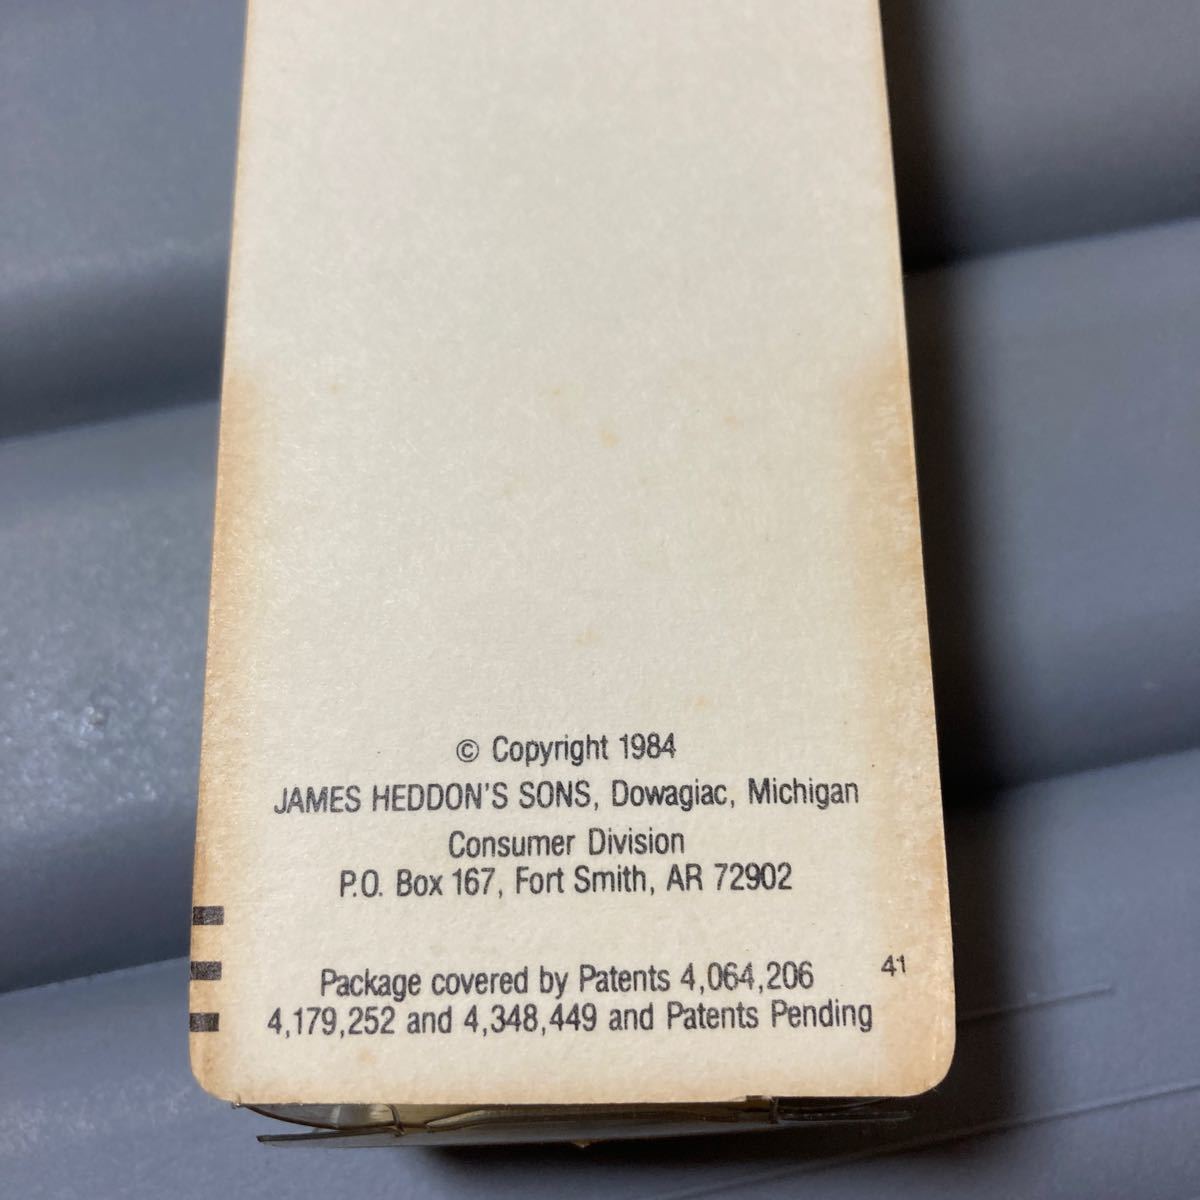 © Copyright 1984
JAMES HEDDON'S SONS, Dowagiac, Michigan
Consumer Division
P.O. Box 167, Fort Smith, AR 72902
Package covered by Patents 4,064,206
4,179,252 and 4,348,449 and Patents Pending
41